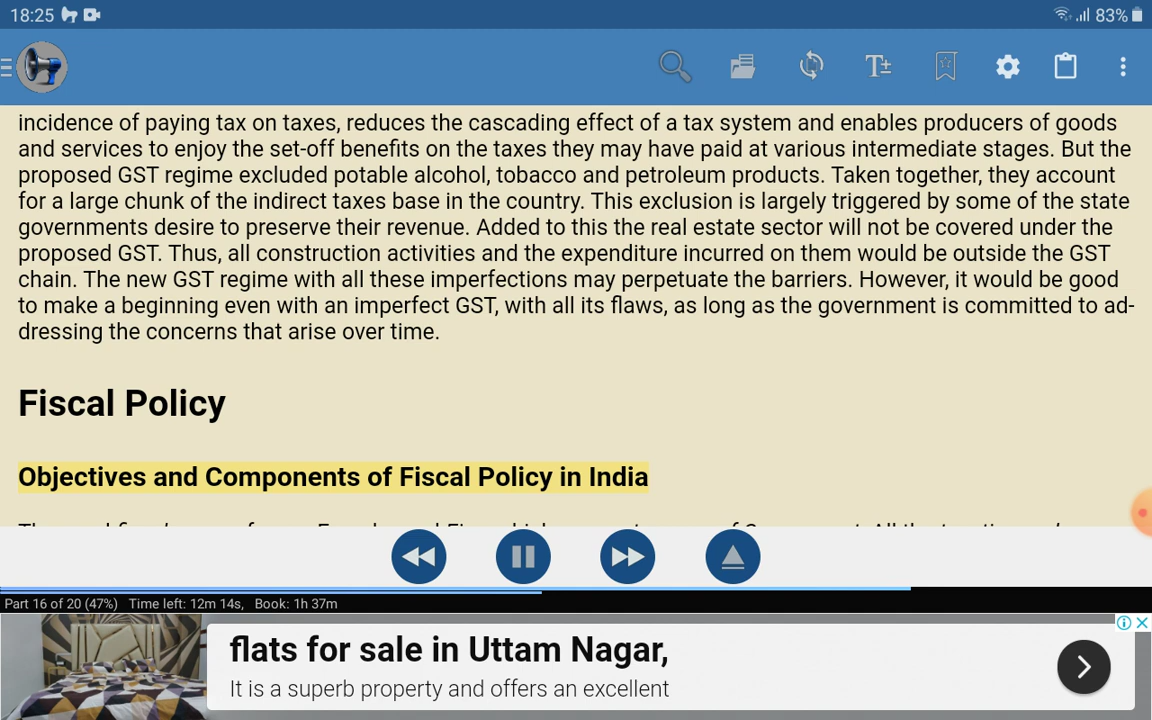 18:25
83%
T±
incidence of paying tax on taxes, reduces the cascading effect of a tax system and enables producers of goods
and services to enjoy the set-off benefits on the taxes they may have paid at various intermediate stages. But the
proposed GST regime excluded potable alcohol, tobacco and petroleum products. Taken together, they account
for a large chunk of the indirect taxes base in the country. This exclusion is largely triggered by some of the state
governments desire to preserve their revenue. Added to this the real estate sector will not be covered under the
proposed GST. Thus, all construction activities and the expenditure incurred on them would be outside the GST
chain. The new GST regime with all these imperfections may perpetuate the barriers. However, it would be good
to make a beginning even with an imperfect GST, with all its flaws, as long as the government is committed to ad-
dressing the concerns that arise over time.
Fiscal Policy
Objectives and Components of Fiscal Policy in India
Part 16 of 20 (47%) Time left: 12m 14s, Book: 1h 37m
flats for sale in Uttam Nagar,
It is a superb property and offers an excellent